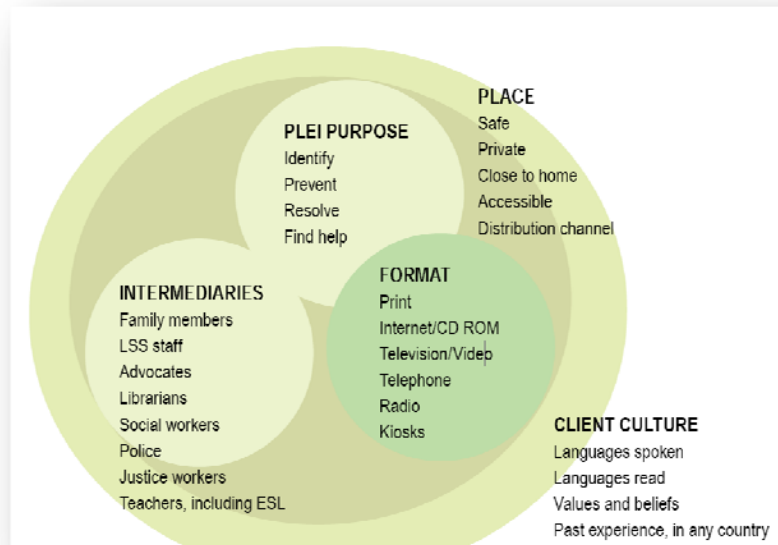 PLEI PURPOSE
Identify
Prevent
Resolve
Find help
PLACE
Safe
Private
Close to home
Accessible
Distribution channel
INTERMEDIARIES
Family members
LSS staff
Advocates
Librarians
Social workers
Police
Justice workers
Teachers, including ESL
FORMAT
Print
Internet/CD ROM
Television/Video
Telephone
Radio
Kiosks
CLIENT CULTURE
Languages spoken
Languages read
Values and beliefs
Past experience, in any country